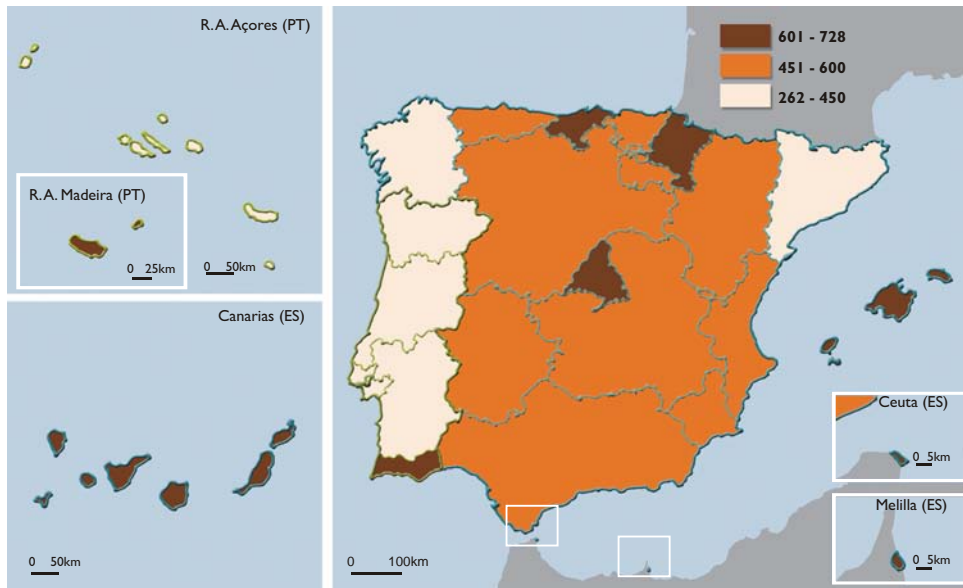 R.A.Açores (PT)
R.A. Madeira (PT)
0 25km
0 50km
Canarias (ES)
0 50km
601 - 728
451 - 600
262 - 450
Ceuta (ES)
0 5km
Melilla (ES)
0 5km
0 100km